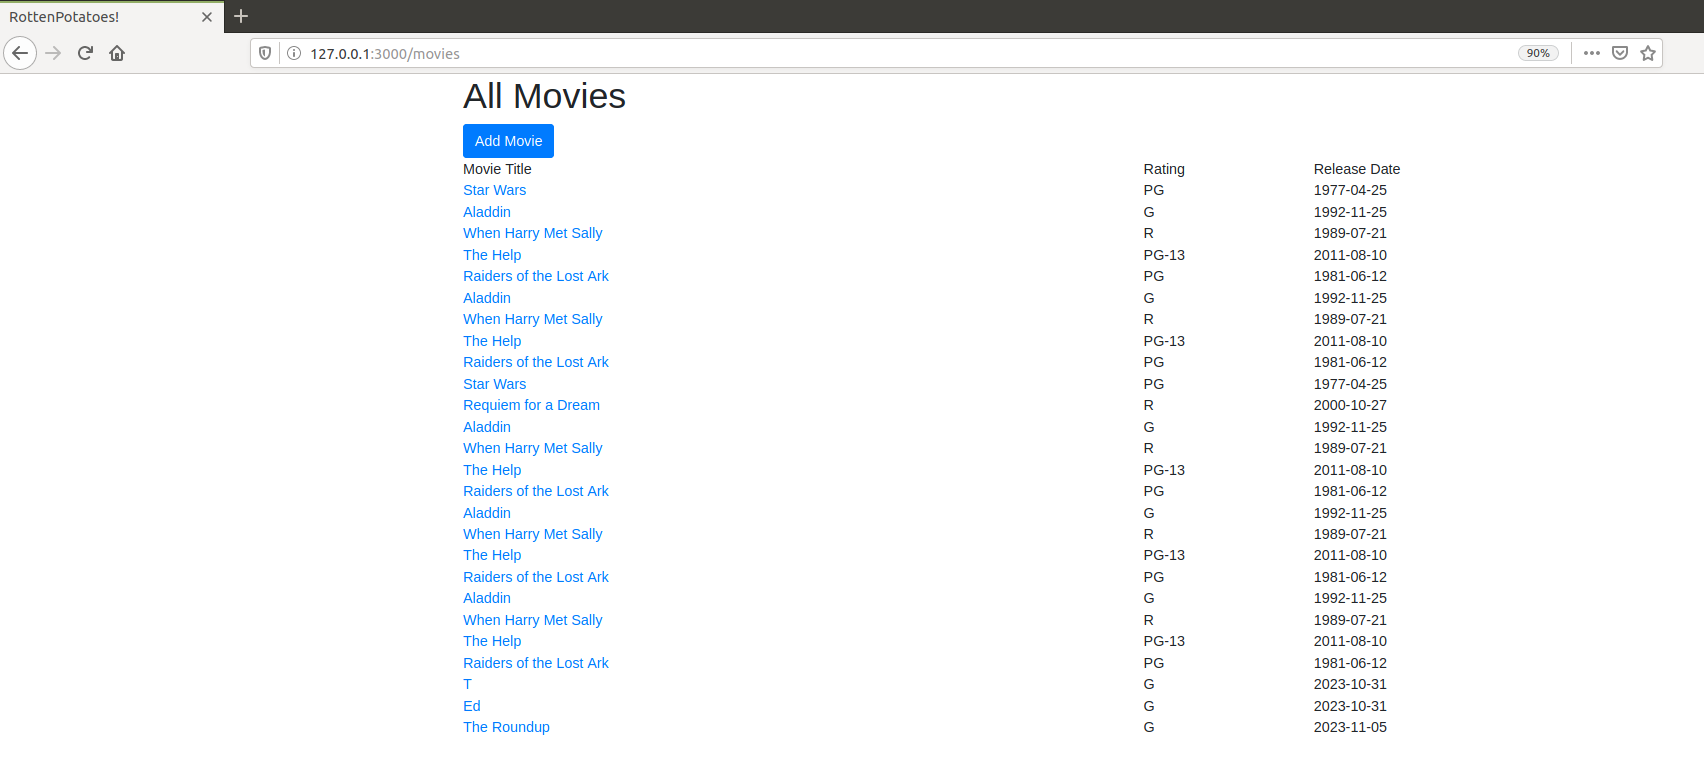 RottenPotatoes!
127.0.0.1:3000/movies 90%
All Movies
Add Movie
Movie Title Rating Release Date
Star Wars PG 1977-04-25
Aladdin G 1992-11-25
When Harry Met Sally R 1989-07-21
The Help PG-13 2011-08-10
Raiders of the Lost Ark PG 1981-06-12
Aladdin G 1992-11-25
When Harry Met Sally R 1989-07-21
The Help PG-13 2011-08-10
Raiders of the Lost Ark PG 1981-06-12
Star Wars PG 1977-04-25
Requiem for a Dream R 2000-10-27
Aladdin G 1992-11-25
When Harry Met Sally R 1989-07-21
The Help PG-13 2011-08-10
Raiders of the Lost Ark PG 1981-06-12
Aladdin G 1992-11-25
When Harry Met Sally R 1989-07-21
The Help PG-13 2011-08-10
Raiders of the Lost Ark PG 1981-06-12
Aladdin G 1992-11-25
When Harry Met Sally R 1989-07-21
The Help PG-13 2011-08-10
Raiders of the Lost Ark PG 1981-06-12
T G 2023-10-31
Ed G 2023-10-31
The Roundup G 2023-11-05